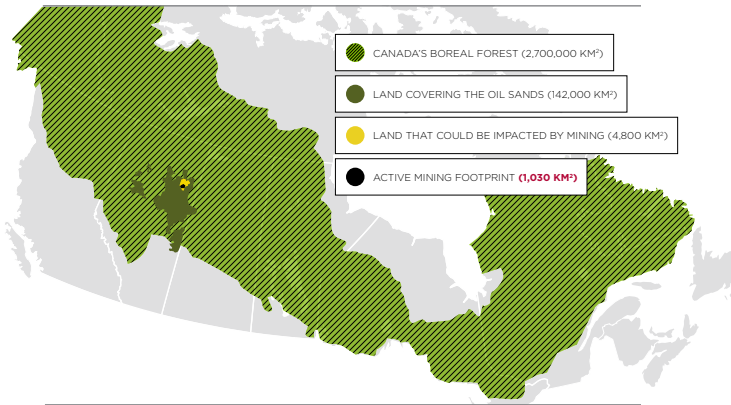 CANADA'S BOREAL FOREST (2,700,000 KM²)
LAND COVERING THE OIL SANDS (142,000 KM²)
LAND THAT COULD BE IMPACTED BY MINING (4,800 KM²)
ACTIVE MINING FOOTPRINT (1,030 KM²)